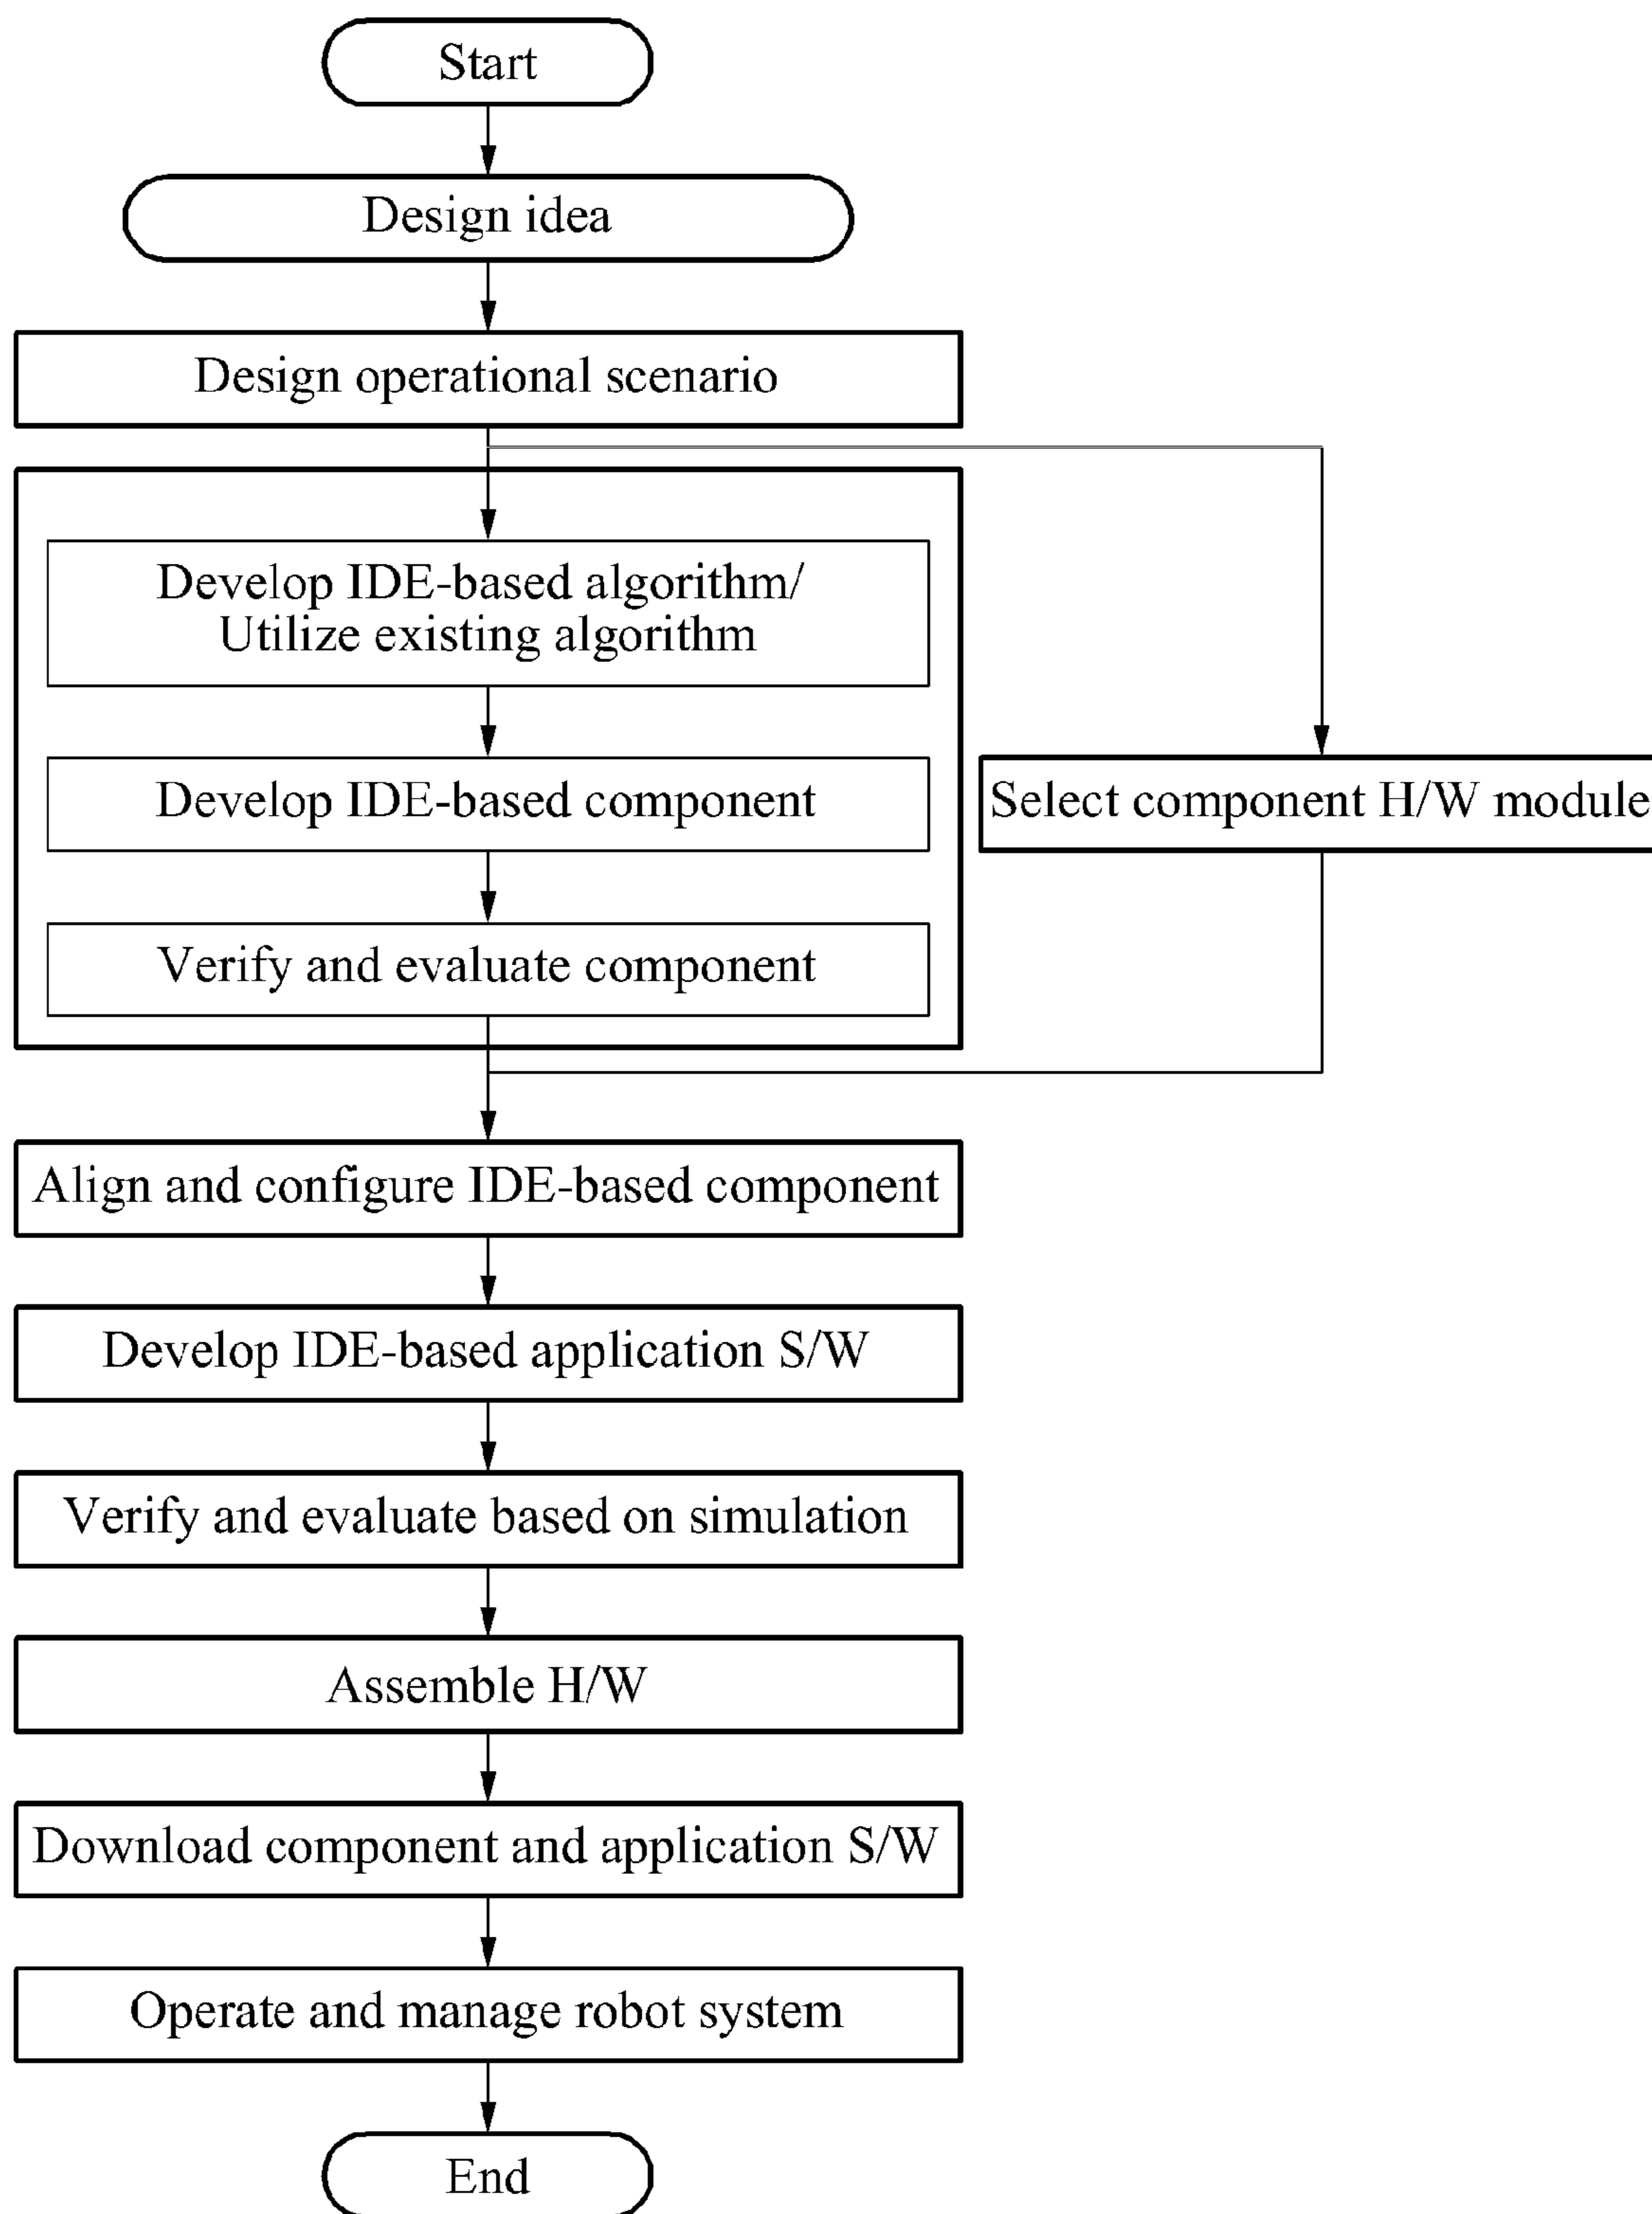 Start
Design idea
Design operational scenario
Develop IDE-based algorithm/
Utilize existing algorithm
Develop IDE-based component
Select component H/W module
Verify and evaluate component
Align and configure IDE-based component
Develop IDE-based application S/W
Verify and evaluate based on simulation
Assemble H/W
Download component and application S/W
Operate and manage robot system
End